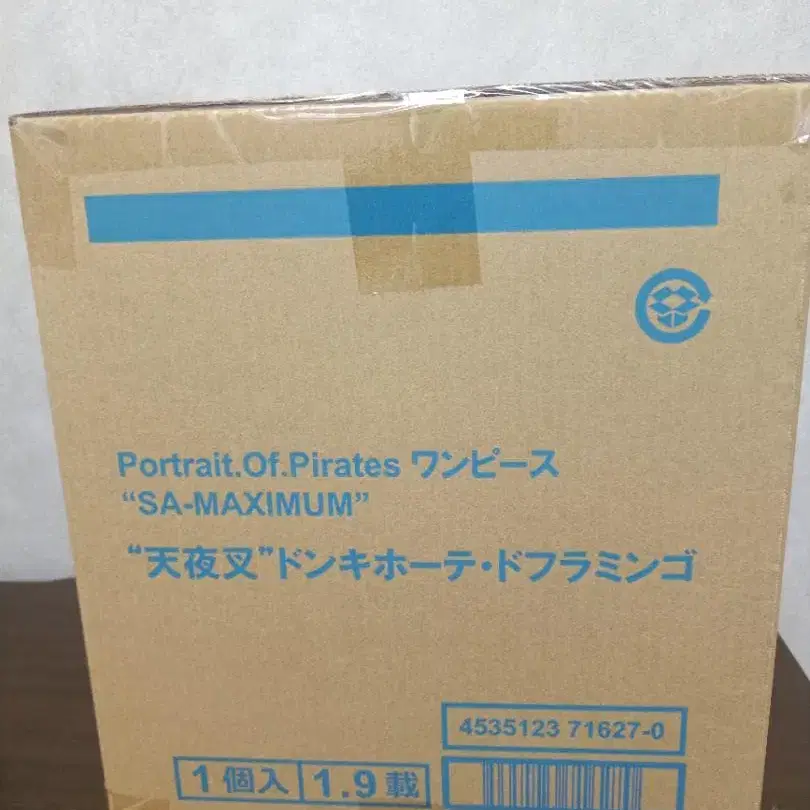 Portrait.Of.Pirates ワンピース
“SA-MAXIMUM”
“天夜叉”ドンキホーテ・ドフラミンゴ
4535123 71627-0
1個入 1.9載